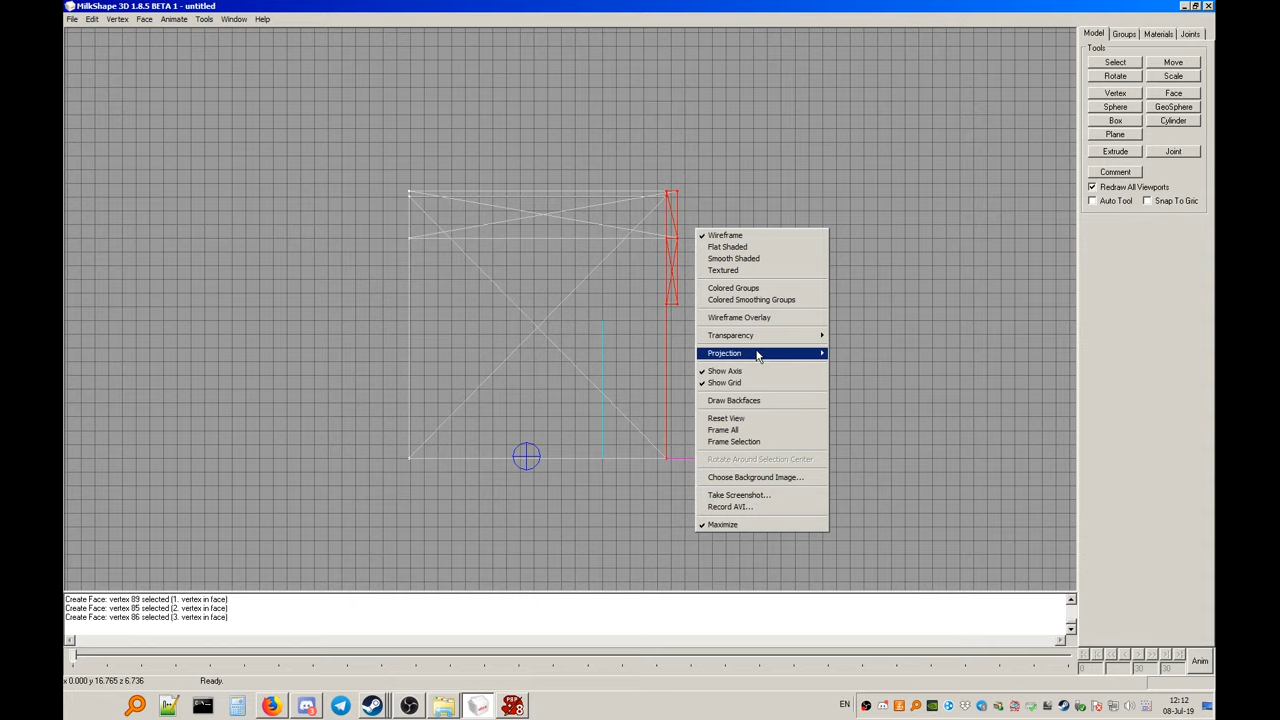 MilkShape 3D 1.8.5 BETA 1 - untitled
File Edit Vertex Face Animate Tools Window Help
Model Groups Materials Joints
Tools
Select Move
Rotate Scale
Vertex Face
Sphere GeoSphere
Box Cylinder
Plane
Extrude Joint
Comment
Redraw All Viewports
Auto Tool Snap To Gric
Wireframe
Flat Shaded
Smooth Shaded
Textured
Colored Groups
Colored Smoothing Groups
Wireframe Overlay
Transparency
Projection
Show Axis
Show Grid
Draw Backfaces
Reset View
Frame All
Frame Selection
Rotate Around Selection Center
Choose Background Image...
Take Screenshot...
Record AVI...
Maximize
Create Face: vertex 89 selected (1. vertex in face)
Create Face: vertex 85 selected (2. vertex in face)
Create Face: vertex 86 selected (3. vertex in face)
Anim
0 0 30 30
x 0.000 y 16.765 z 6.736 Ready.
EN
12:12
08-Jul-19